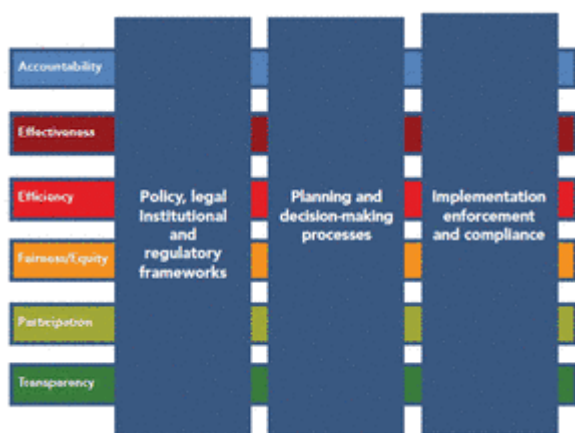 Accountability
Effectiveness
Efficiency
Fairness/Equity
Participation
Transparency
Policy, legal
Institutional
and
regulatory
frameworks
Planning and
decision-making
processes
Implementation
enforcement
and compliance